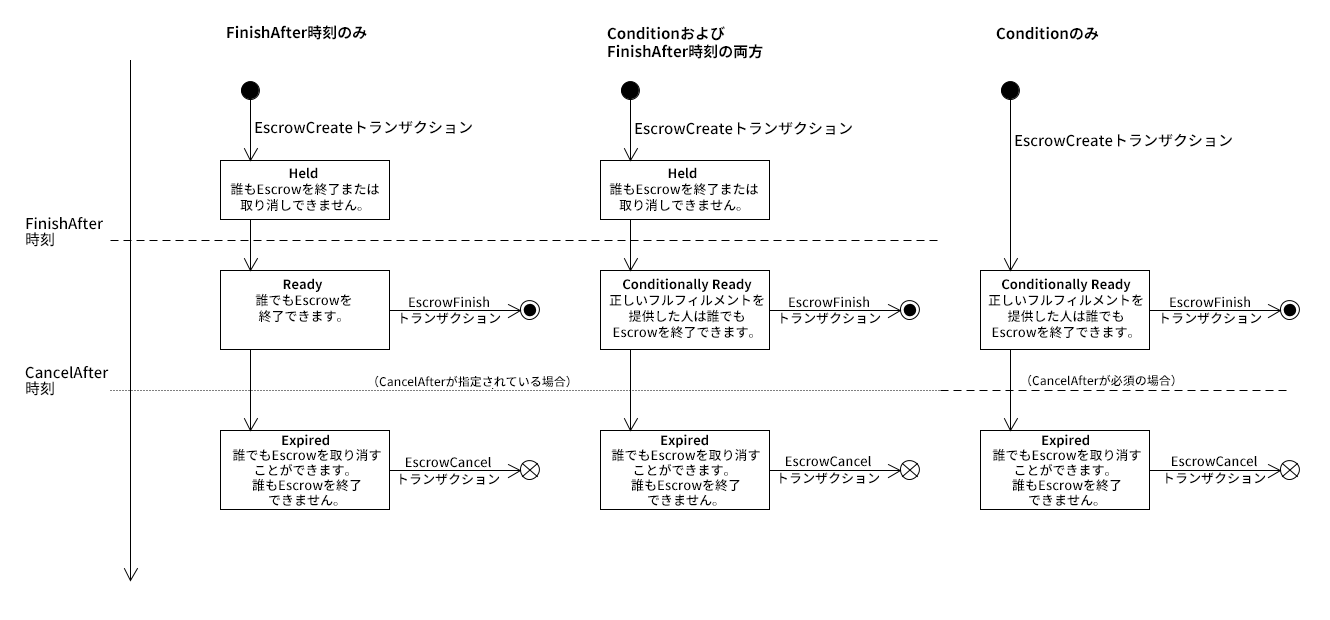 FinishAfter時刻のみ
Conditionおよび
FinishAfter時刻の両方
Conditionのみ
EscrowCreateトランザクション
EscrowCreateトランザクション
EscrowCreateトランザクション
Held
誰もEscrowを終了または
取り消しできません。
Held
誰もEscrowを終了または
取り消しできません。
FinishAfter
時刻
Ready
誰でもEscrowを
終了できます。
EscrowFinish
トランザクション
Conditionally Ready
正しいフルフィルメントを
提供した人は誰でも
Escrowを終了できます。
EscrowFinish
トランザクション
Conditionally Ready
正しいフルフィルメントを
提供した人は誰でも
Escrowを終了できます。
EscrowFinish
トランザクション
CancelAfter
時刻
（CancelAfterが指定されている場合）
（CancelAfterが必須の場合）
Expired
誰でもEscrowを取り消す
ことができます。
誰もEscrowを終了
できません。
EscrowCancel
トランザクション
Expired
誰でもEscrowを取り消す
ことができます。
誰もEscrowを終了
できません。
EscrowCancel
トランザクション
Expired
誰でもEscrowを取り消す
ことができます。
誰もEscrowを終了
できません。
EscrowCancel
トランザクション